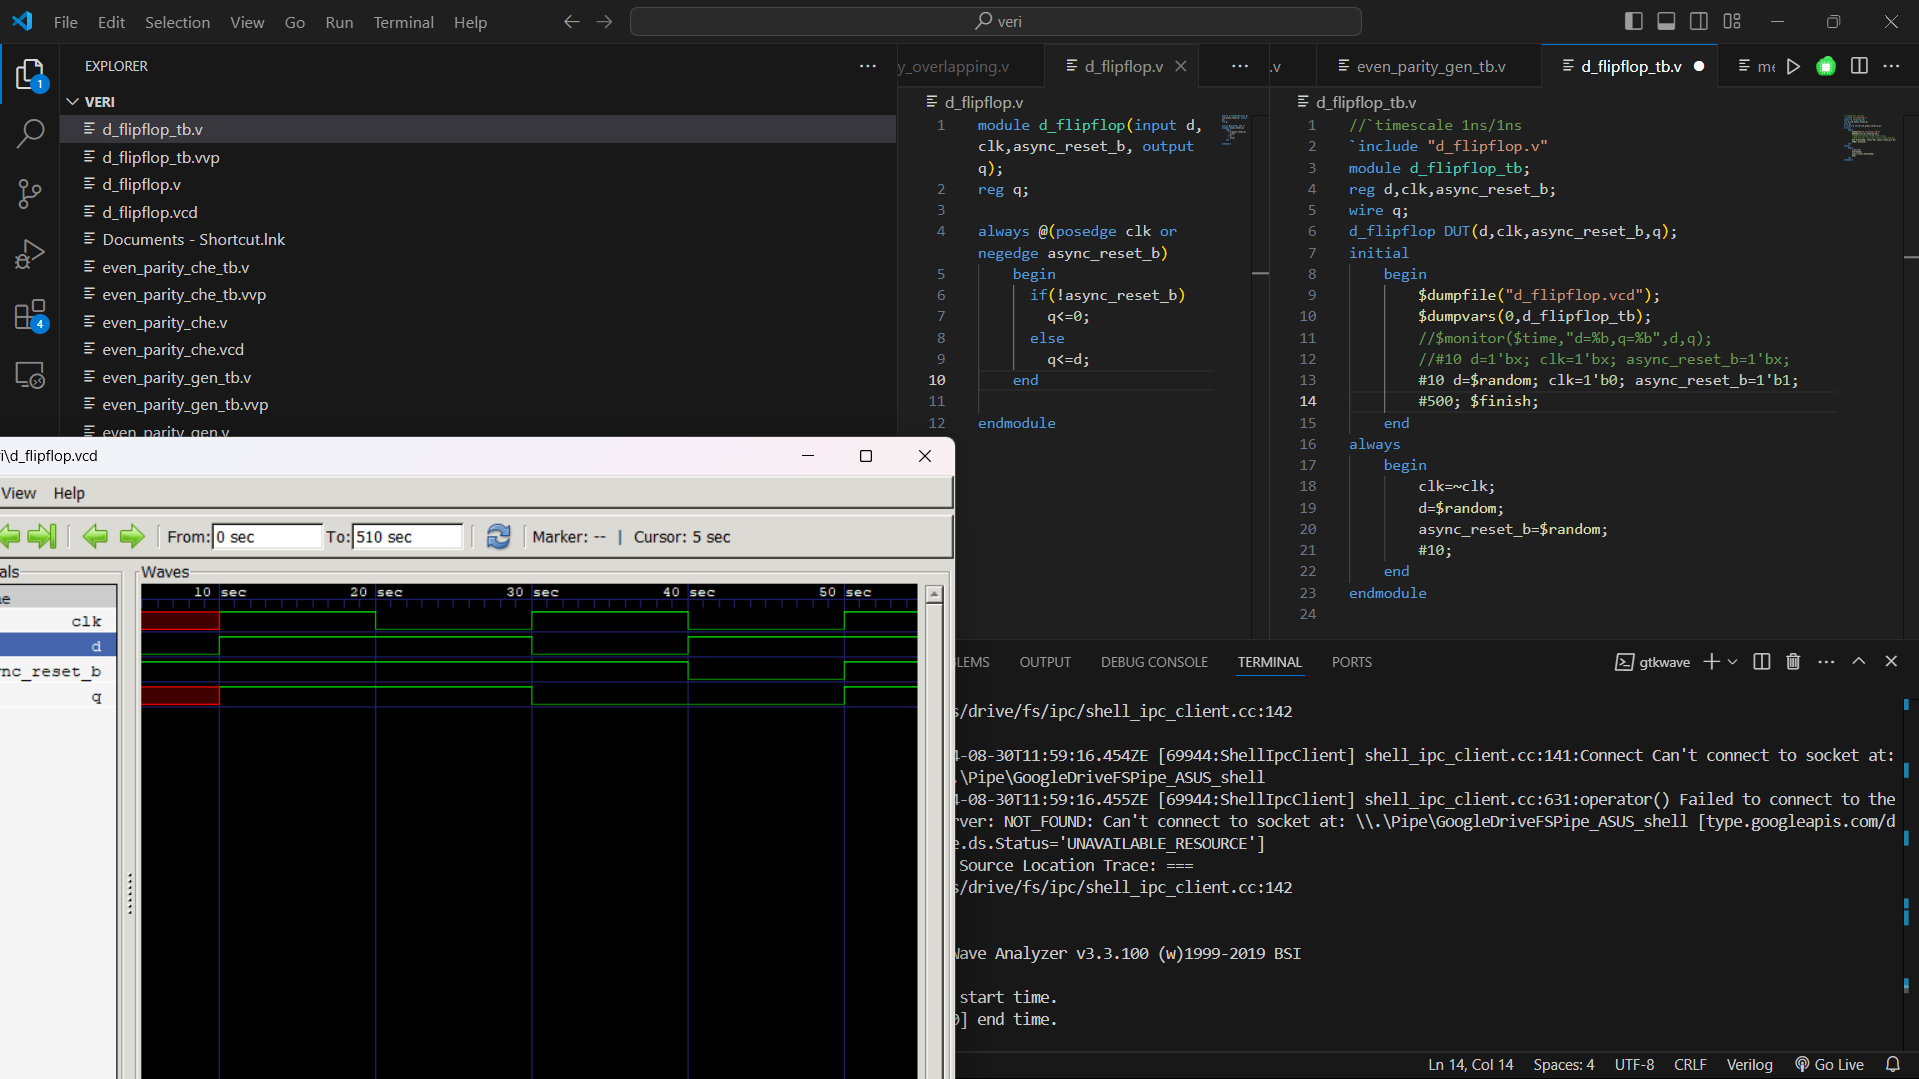 File Edit Selection View Go Run Terminal Help
veri
EXPLORER
VERI
d_flipflop_tb.v
d_flipflop_tb.vvp
d_flipflop.v
d_flipflop.vcd
Documents - Shortcut.lnk
even_parity_che_tb.v
even_parity_che_tb.vvp
even_parity_che.v
even_parity_che.vcd
even_parity_gen_tb.v
even_parity_gen_tb.vvp
even_parity_gen.v
1
4
y_overlapping.v d_flipflop.v
d_flipflop.v
1 module d_flipflop(input d,
clk,async_reset_b, output
q);
2 reg q;
3
4 always @(posedge clk or
negedge async_reset_b)
5 begin
6 if(!async_reset_b)
7 q<=0;
8 else
9 q<=d;
10 end
11
12 endmodule
.v even_parity_gen_tb.v d_flipflop_tb.v me
d_flipflop_tb.v
1 //`timescale 1ns/1ns
2 `include "d_flipflop.v"
3 module d_flipflop_tb;
4 reg d,clk,async_reset_b;
5 wire q;
6 d_flipflop DUT(d,clk,async_reset_b,q);
7 initial
8 begin
9 $dumpfile("d_flipflop.vcd");
10 $dumpvars(0,d_flipflop_tb);
11 //$monitor($time,"d=%b,q=%b",d,q);
12 //#10 d=1'bx; clk=1'bx; async_reset_b=1'bx;
13 #10 d=$random; clk=1'b0; async_reset_b=1'b1;
14 #500; $finish;
15 end
16 always
17 begin
18 clk=~clk;
19 d=$random;
20 async_reset_b=$random;
21 #10;
22 end
23 endmodule
24
i\d_flipflop.vcd
View Help
From: 0 sec To: 510 sec Marker: -- | Cursor: 5 sec
als
Waves
e
10 sec 20 sec 30 sec 40 sec 50 sec
clk
d
nc_reset_b
q
LEMS OUTPUT DEBUG CONSOLE TERMINAL PORTS
gtkwave
s/drive/fs/ipc/shell_ipc_client.cc:142
4-08-30T11:59:16.454ZE [69944:ShellIpcClient] shell_ipc_client.cc:141:Connect Can't connect to socket at:
.\Pipe\GoogleDriveFSPipe_ASUS_shell
4-08-30T11:59:16.455ZE [69944:ShellIpcClient] shell_ipc_client.cc:631:operator() Failed to connect to the
rver: NOT_FOUND: Can't connect to socket at: \\.\Pipe\GoogleDriveFSPipe_ASUS_shell [type.googleapis.com/d
e.ds.Status='UNAVAILABLE_RESOURCE']
Source Location Trace: ===
s/drive/fs/ipc/shell_ipc_client.cc:142
Wave Analyzer v3.3.100 (w)1999-2019 BSI
start time.
0] end time.
Ln 14, Col 14 Spaces: 4 UTF-8 CRLF Verilog Go Live